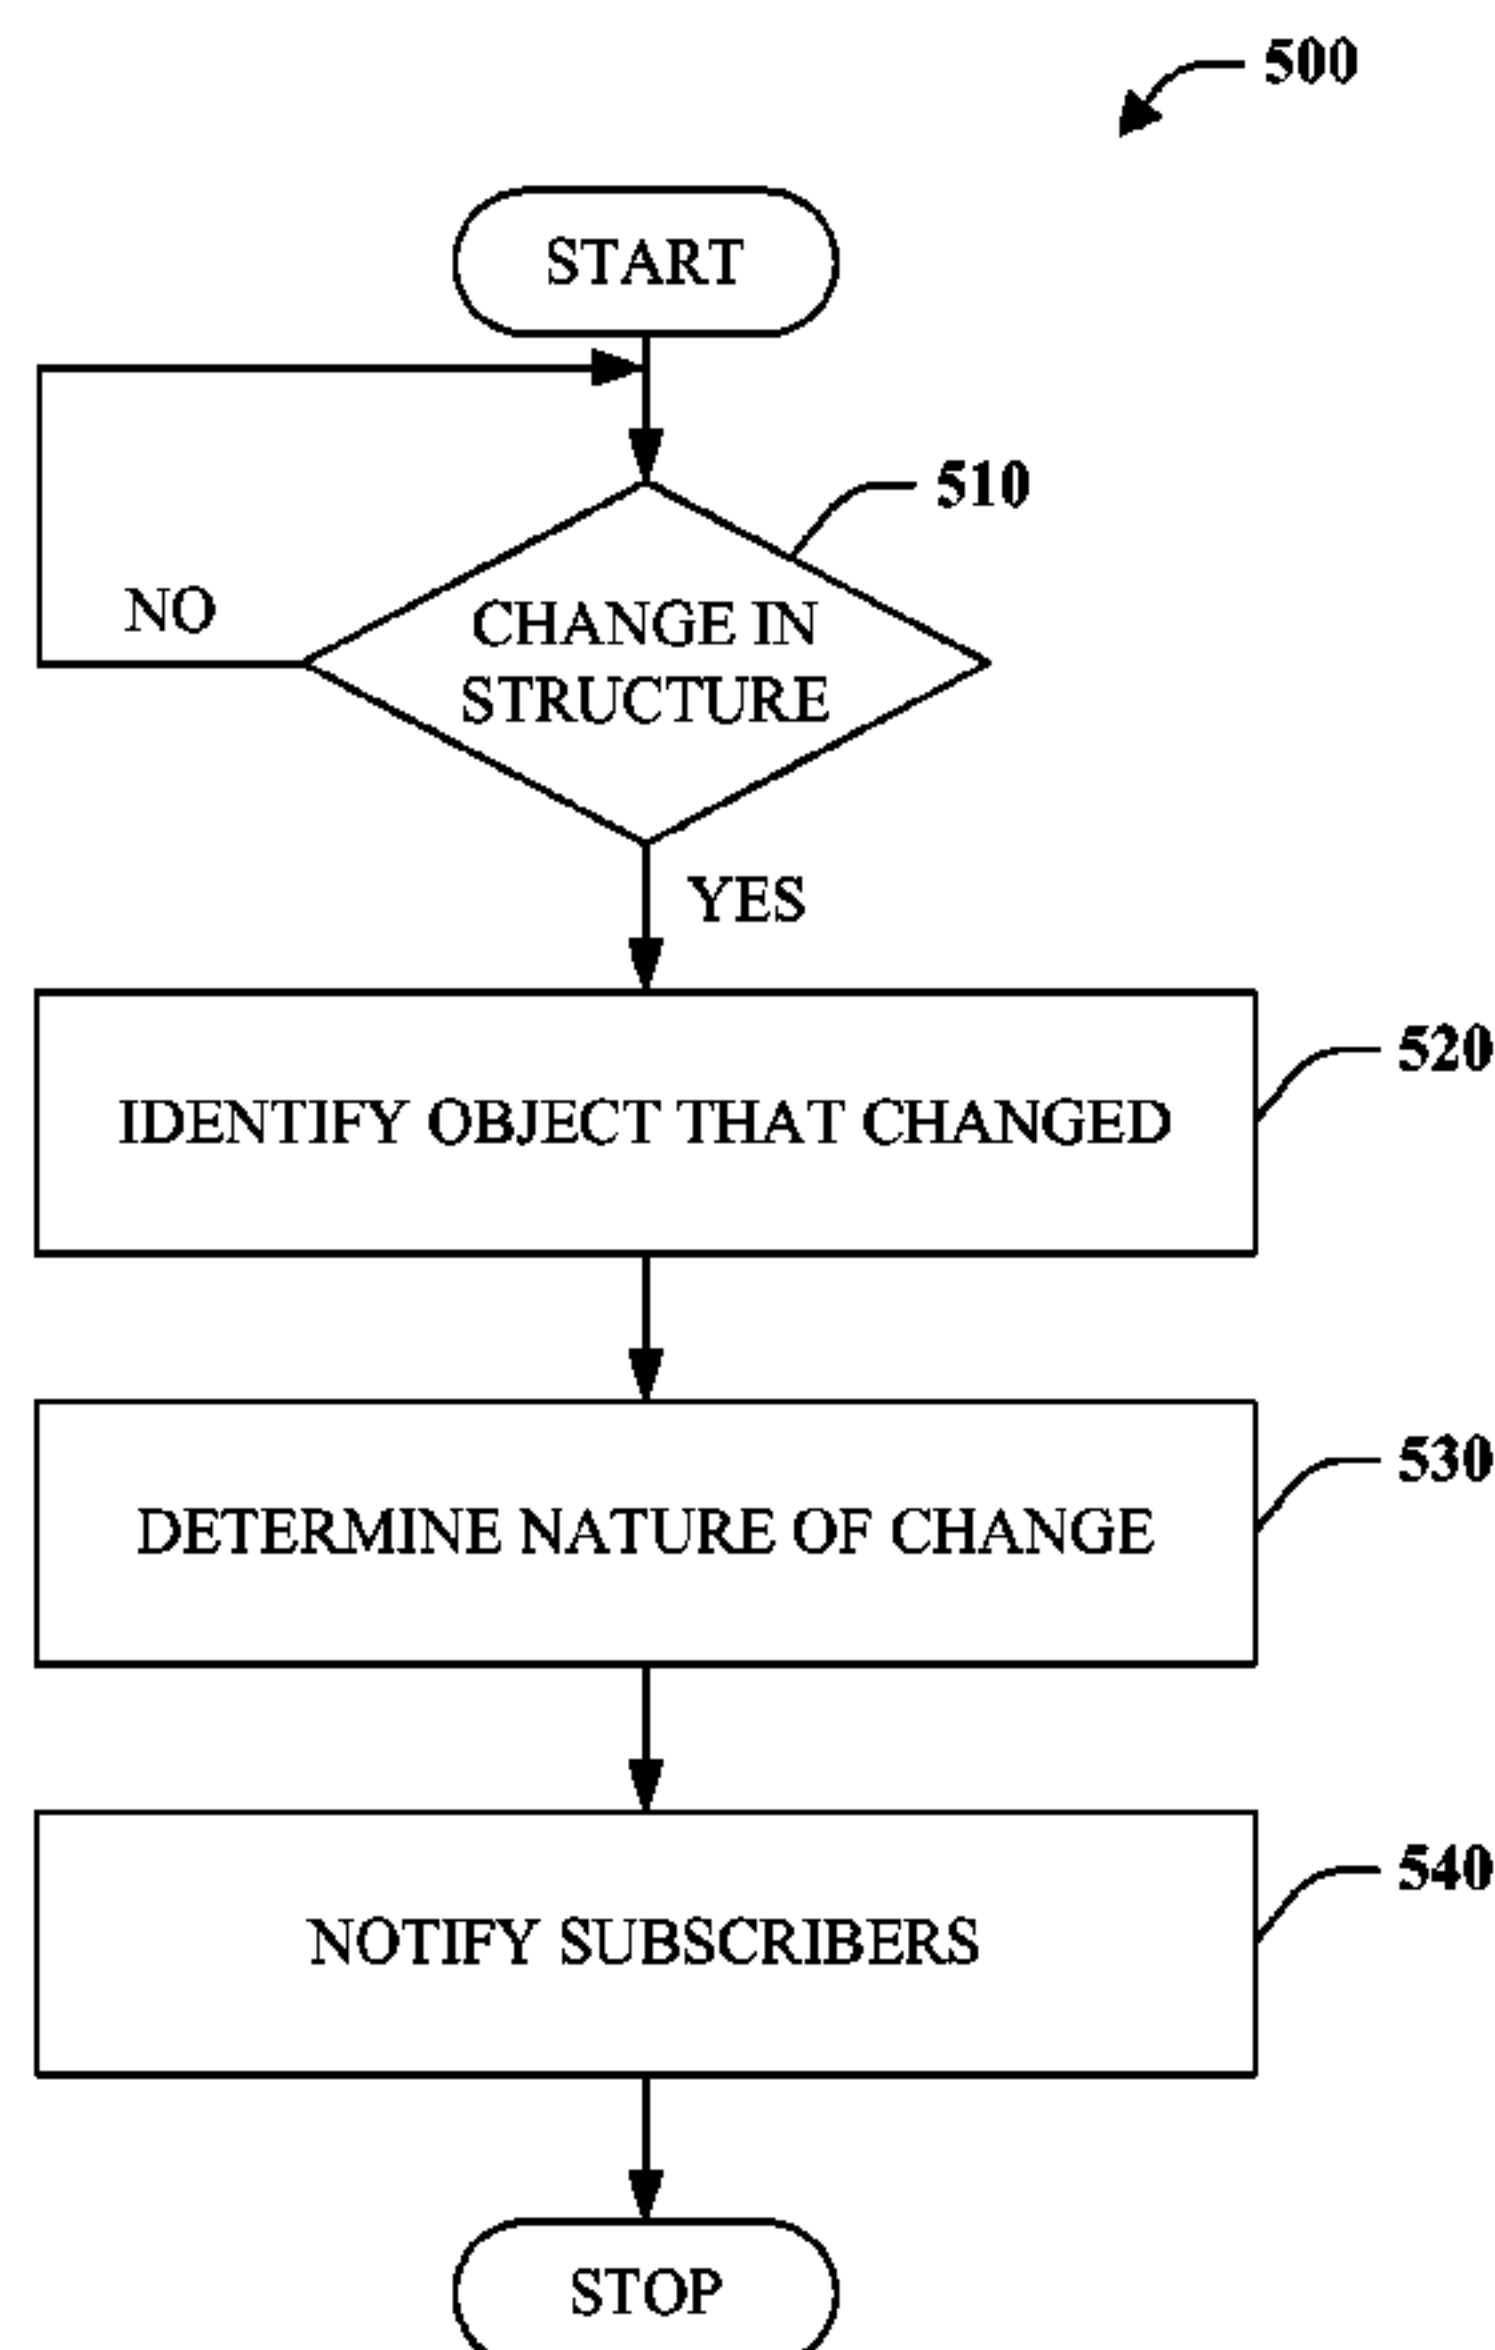 500
START
510
NO
CHANGE IN
STRUCTURE
YES
520
IDENTIFY OBJECT THAT CHANGED
530
DETERMINE NATURE OF CHANGE
540
NOTIFY SUBSCRIBERS
STOP